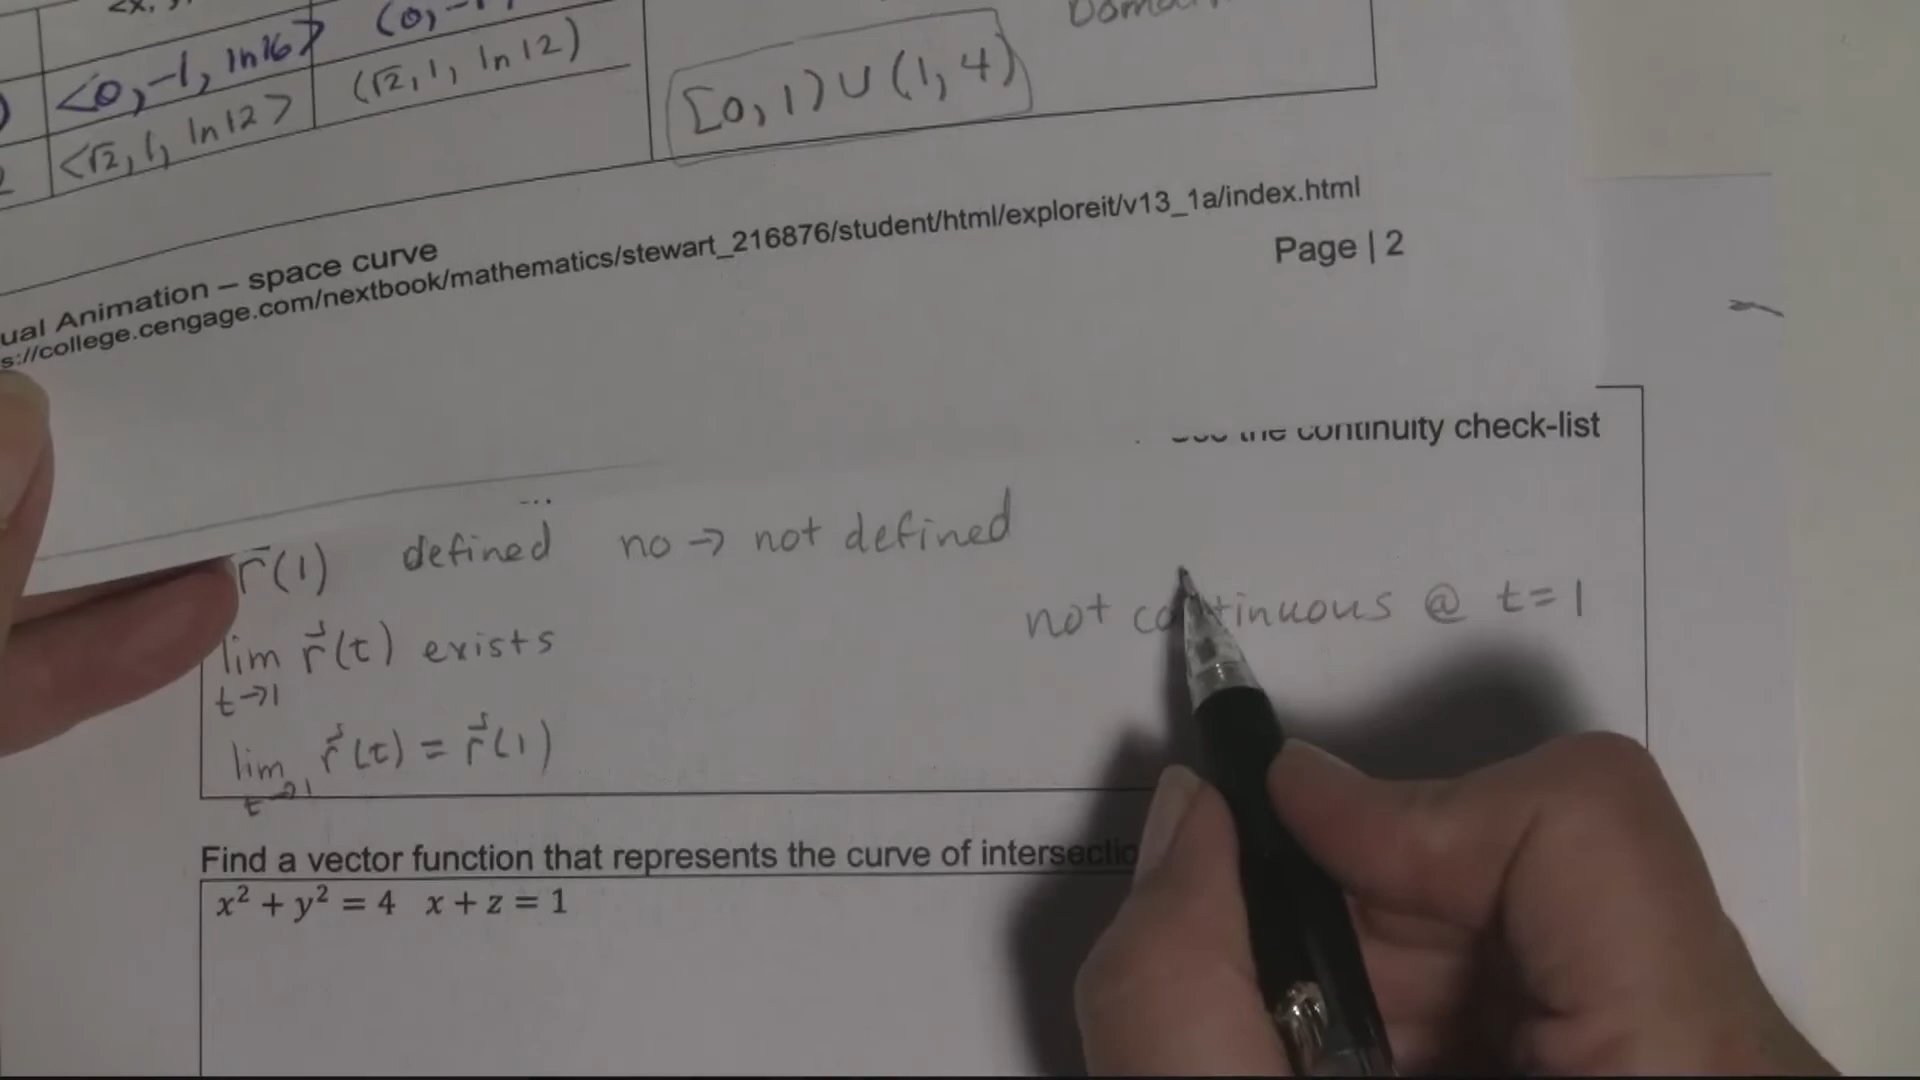 <0, -1, ln16>
(0, -1,
<√2, 1, ln12>
(√2, 1, ln12)
[0, 1) ∪ (1, 4)
ual Animation – space curve
s://college.cengage.com/nextbook/mathematics/stewart_216876/student/html/exploreit/v13_1a/index.html
Page | 2
the continuity check-list
r⃗(1) defined no → not defined
not continuous @ t=1
lim r⃗(t) exists
t→1
lim r⃗(t) = r⃗(1)
t→1
Find a vector function that represents the curve of
x² + y² = 4 x + z = 1